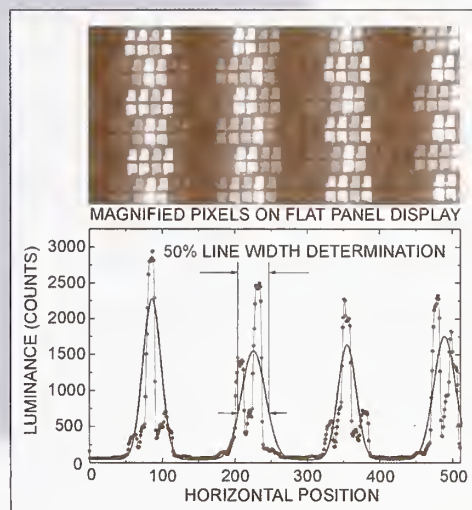 MAGNIFIED PIXELS ON FLAT PANEL DISPLAY
50% LINE WIDTH DETERMINATION
LUMINANCE (COUNTS)
3000
2500
2000
1500
1000
500
0
0 100 200 300 400 500
HORIZONTAL POSITION